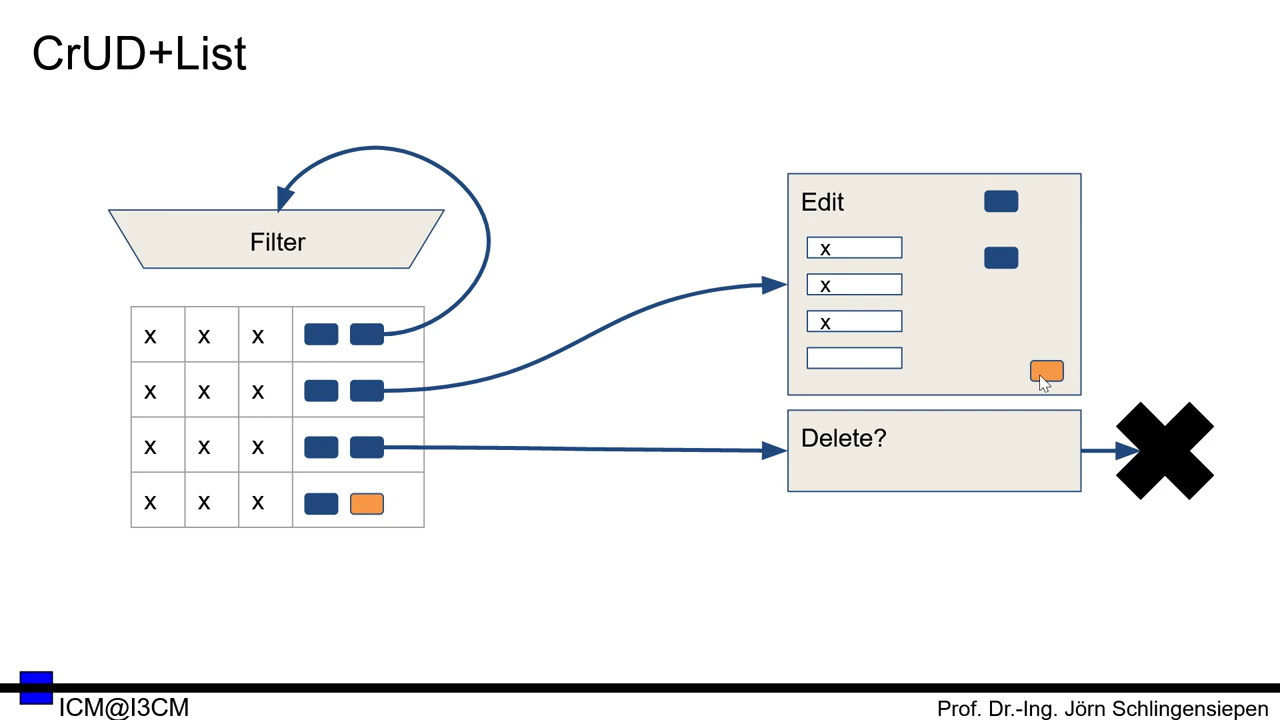 CrUD+List
Filter
x x x
x x x
x x x
x x x
Edit
x
x
x
Delete?
ICM@I3CM
Prof. Dr.-Ing. Jörn Schlingensiepen